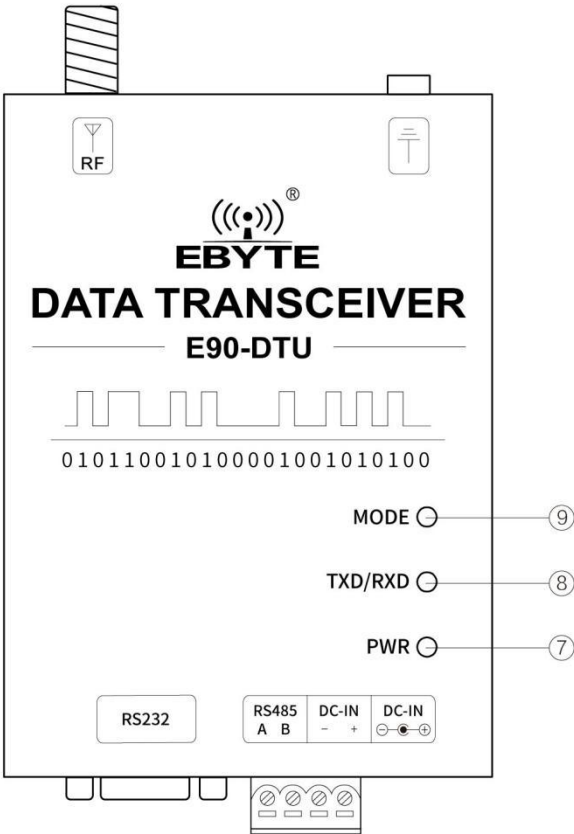 RF
®
EBYTE
DATA TRANSCEIVER
E90-DTU
010110010100001001010100
MODE ⑨
TXD/RXD ⑧
PWR ⑦
RS232
RS485 DC-IN DC-IN
A B - +